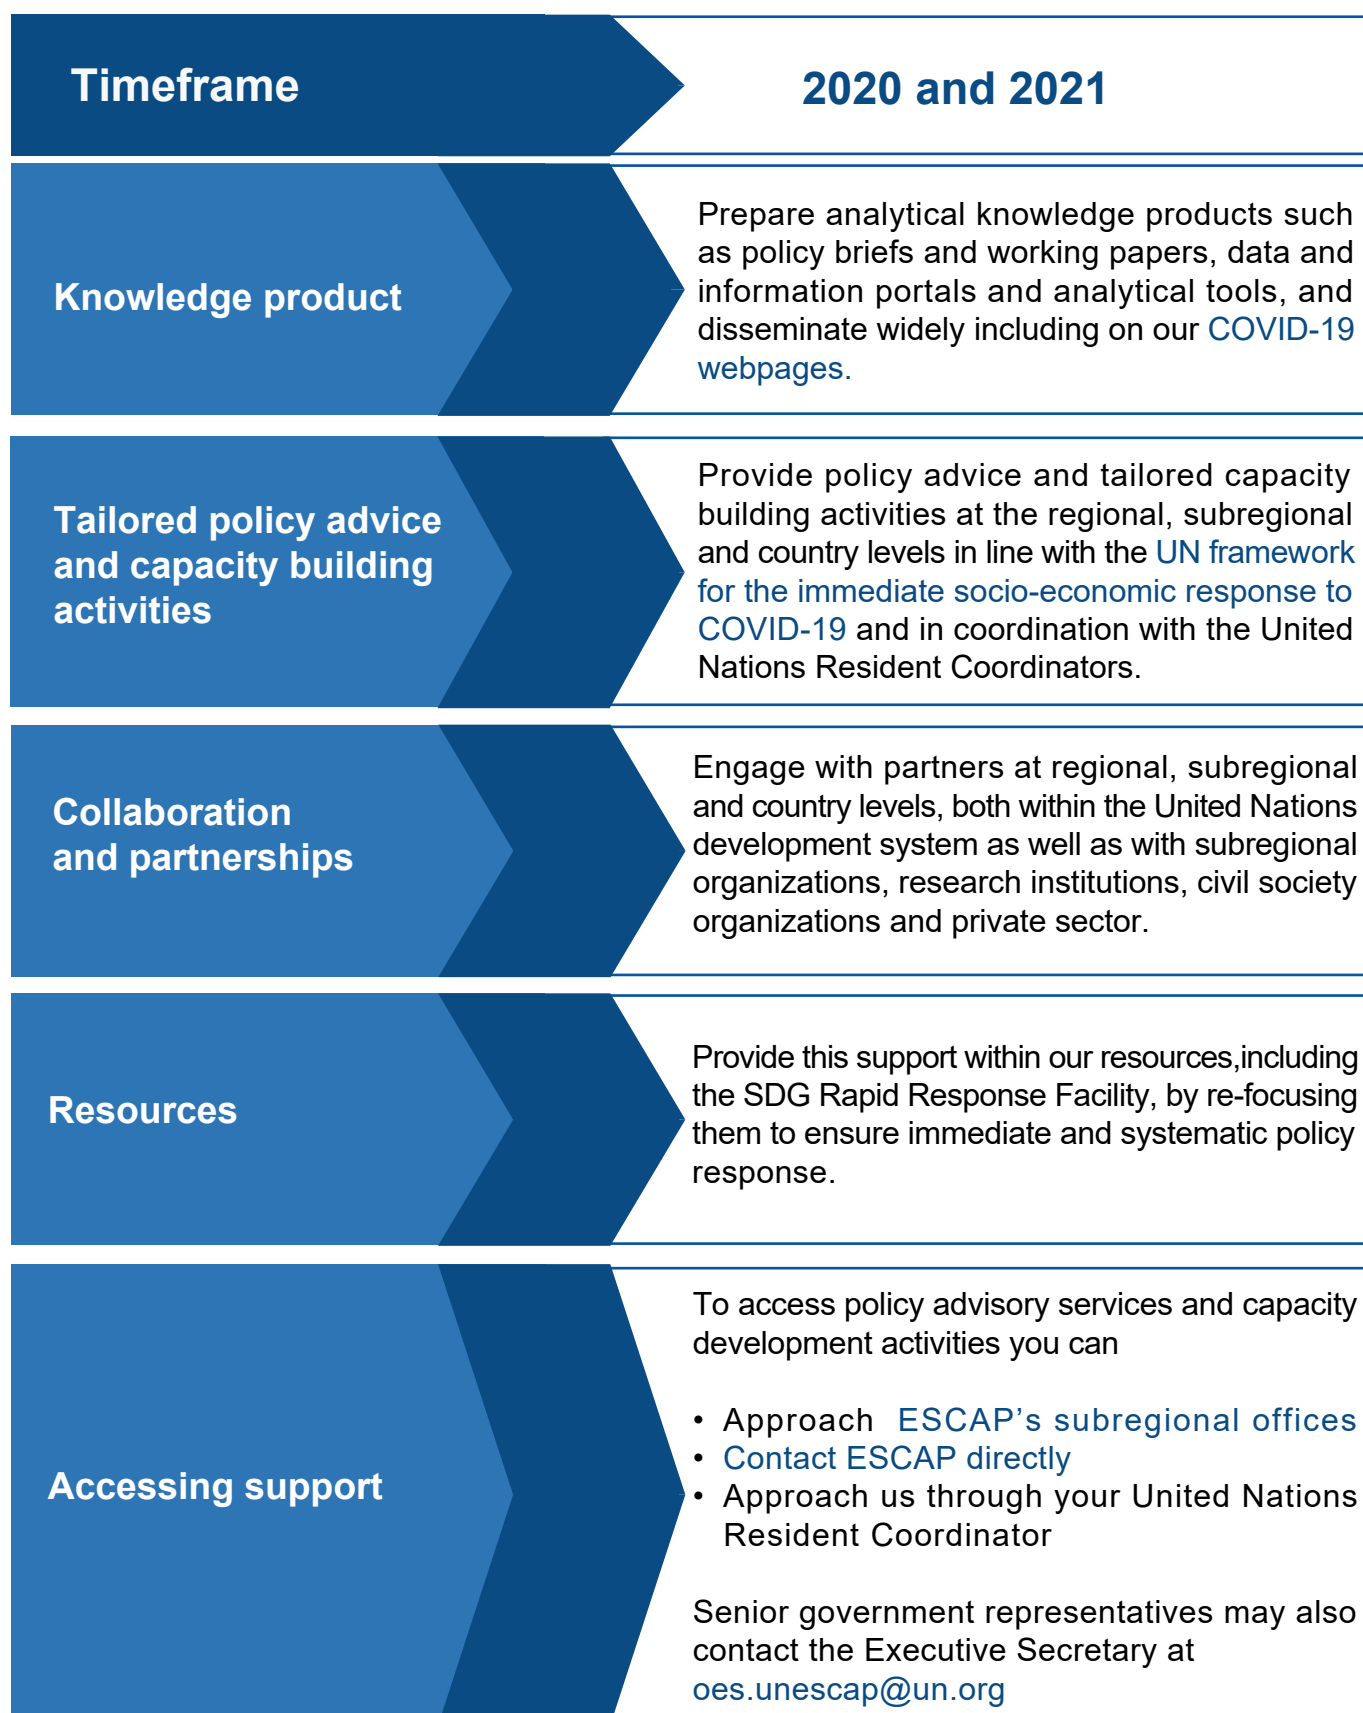 Timeframe
2020 and 2021
Knowledge product
Prepare analytical knowledge products such
as policy briefs and working papers, data and
information portals and analytical tools, and
disseminate widely including on our COVID-19
webpages.
Tailored policy advice
and capacity building
activities
Provide policy advice and tailored capacity
building activities at the regional, subregional
and country levels in line with the UN framework
for the immediate socio-economic response to
COVID-19 and in coordination with the United
Nations Resident Coordinators.
Collaboration
and partnerships
Engage with partners at regional, subregional
and country levels, both within the United Nations
development system as well as with subregional
organizations, research institutions, civil society
organizations and private sector.
Resources
Provide this support within our resources,including
the SDG Rapid Response Facility, by re-focusing
them to ensure immediate and systematic policy
response.
Accessing support
To access policy advisory services and capacity
development activities you can
• Approach ESCAP’s subregional offices
• Contact ESCAP directly
• Approach us through your United Nations
Resident Coordinator
Senior government representatives may also
contact the Executive Secretary at
oes.unescap@un.org